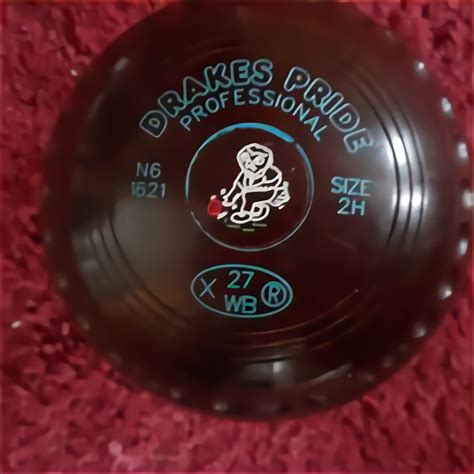 DRAKES PRIDE
PROFESSIONAL
N6
1621
SIZE
2H
X 27 ®
WB